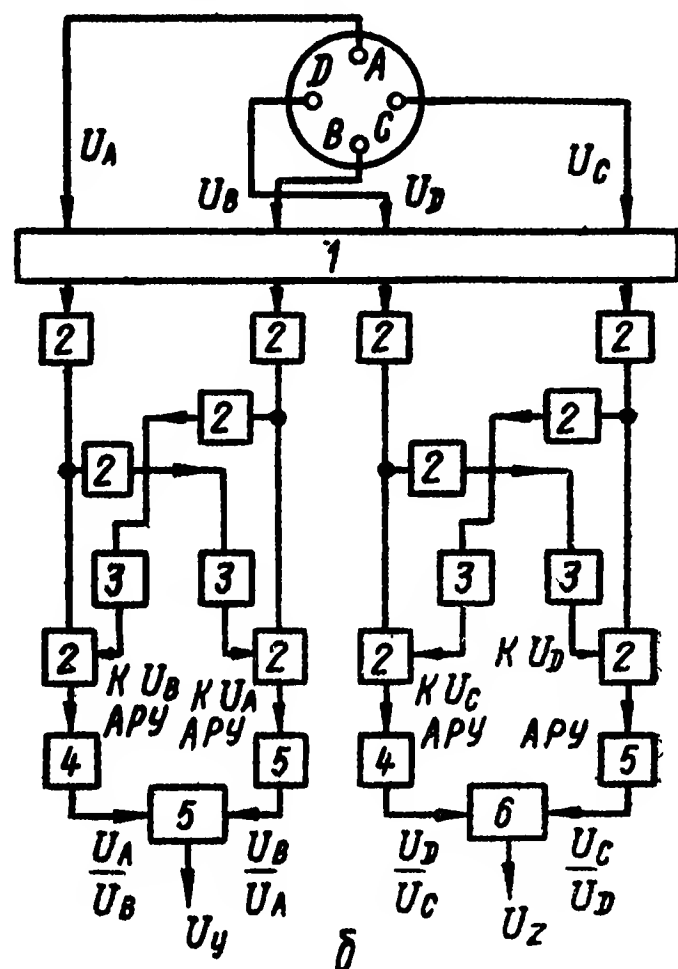 D A
B C
U_A
U_B
U_D
U_C
1
2 2 2 2
2 2
2 2
3 3 3 3
2 2 2 2
К U_B АРУ
К U_A АРУ
К U_C АРУ
К U_D АРУ
4 5 4 5
5 6
U_A/U_B
U_B/U_A
U_D/U_C
U_C/U_D
U_y
U_z
б